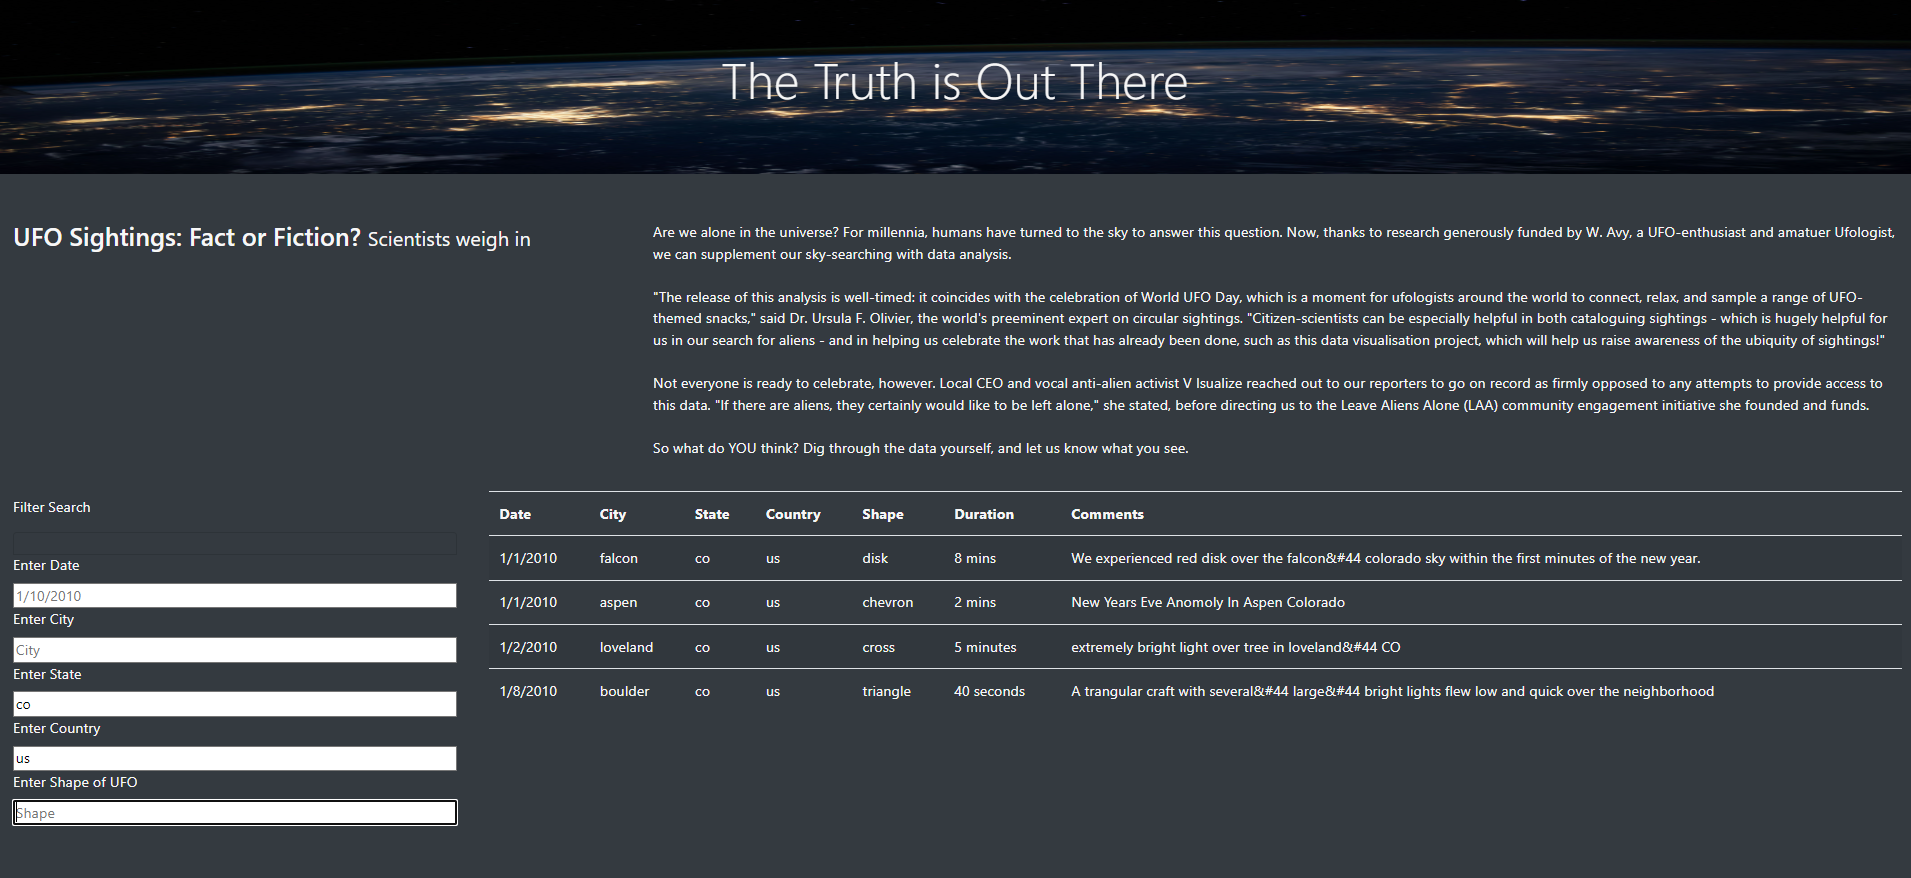 The Truth is Out There
UFO Sightings: Fact or Fiction? Scientists weigh in
Are we alone in the universe? For millennia, humans have turned to the sky to answer this question. Now, thanks to research generously funded by W. Avy, a UFO-enthusiast and amatuer Ufologist,
we can supplement our sky-searching with data analysis.
"The release of this analysis is well-timed: it coincides with the celebration of World UFO Day, which is a moment for ufologists around the world to connect, relax, and sample a range of UFO-
themed snacks," said Dr. Ursula F. Olivier, the world's preeminent expert on circular sightings. "Citizen-scientists can be especially helpful in both cataloguing sightings - which is hugely helpful for
us in our search for aliens - and in helping us celebrate the work that has already been done, such as this data visualisation project, which will help us raise awareness of the ubiquity of sightings!"
Not everyone is ready to celebrate, however. Local CEO and vocal anti-alien activist V Isualize reached out to our reporters to go on record as firmly opposed to any attempts to provide access to
this data. "If there are aliens, they certainly would like to be left alone," she stated, before directing us to the Leave Aliens Alone (LAA) community engagement initiative she founded and funds.
So what do YOU think? Dig through the data yourself, and let us know what you see.
Filter Search
Enter Date
1/10/2010
Enter City
City
Enter State
co
Enter Country
us
Enter Shape of UFO
Shape
Date City State Country Shape Duration Comments
1/1/2010 falcon co us disk 8 mins We experienced red disk over the falcon&#44 colorado sky within the first minutes of the new year.
1/1/2010 aspen co us chevron 2 mins New Years Eve Anomoly In Aspen Colorado
1/2/2010 loveland co us cross 5 minutes extremely bright light over tree in loveland&#44 CO
1/8/2010 boulder co us triangle 40 seconds A trangular craft with several&#44 large&#44 bright lights flew low and quick over the neighborhood